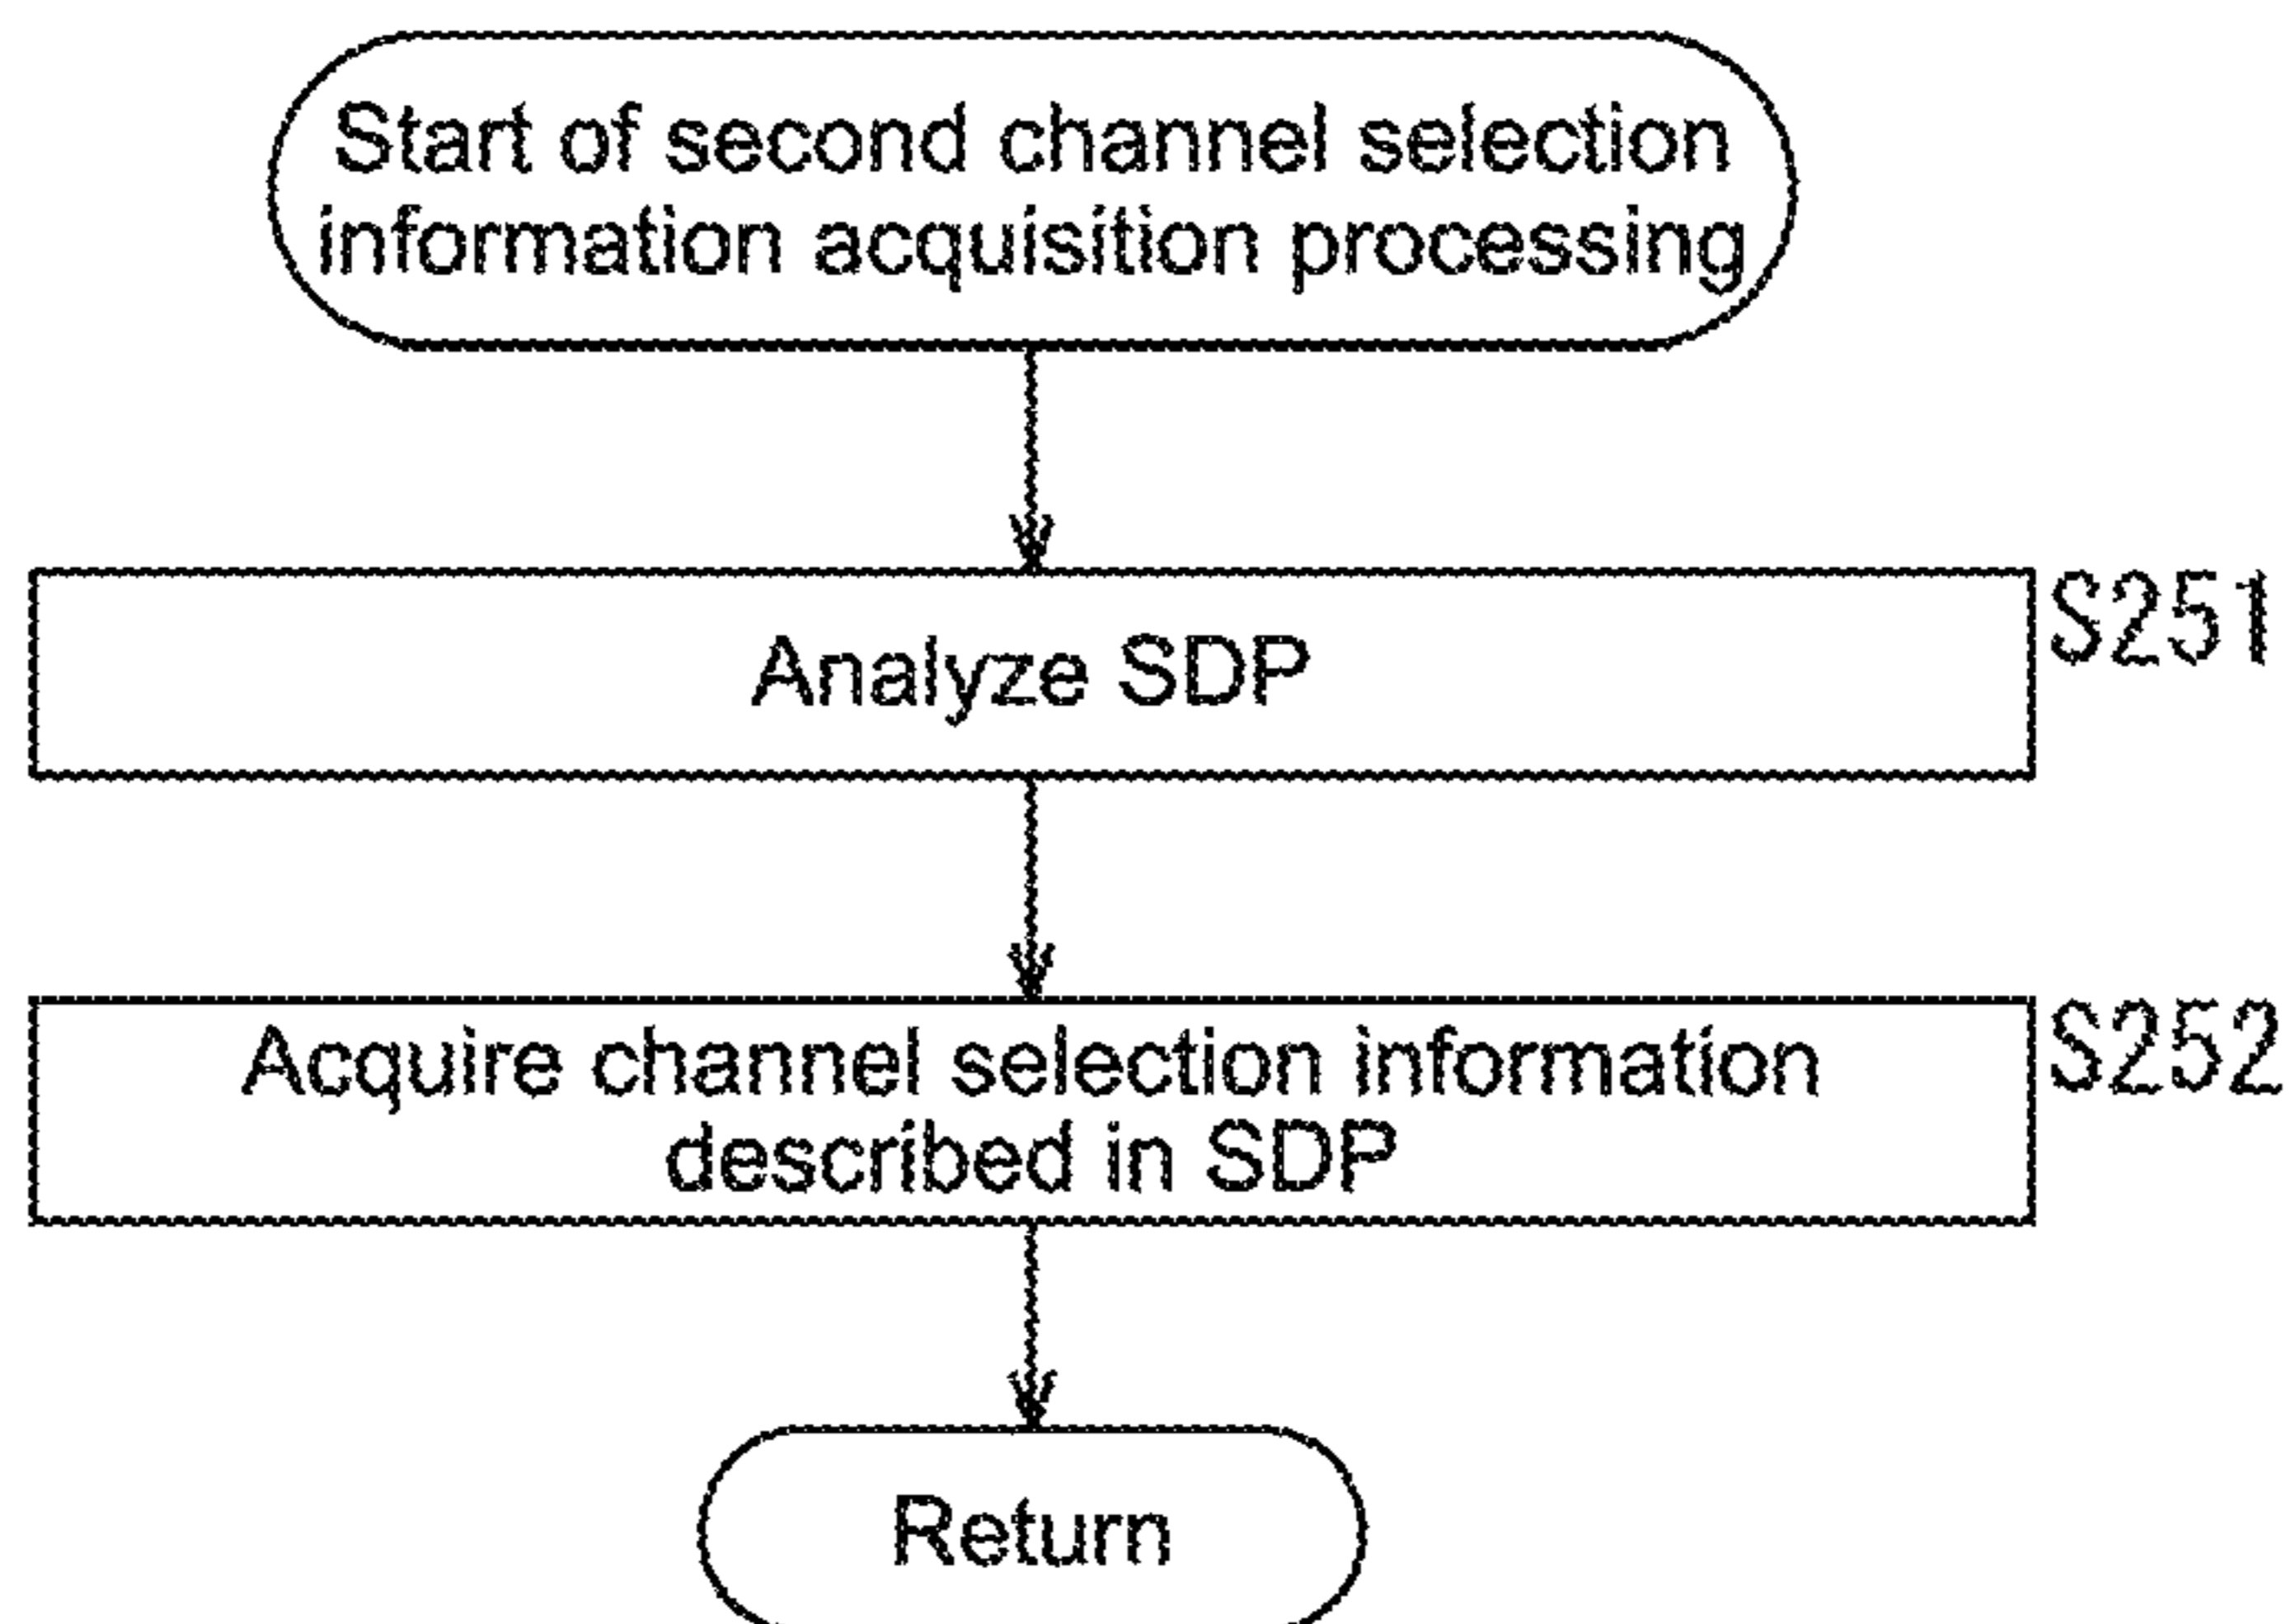 Start of second channel selection
information acquisition processing
S251
Analyze SDP
S252
Acquire channel selection information
described in SDP
Return